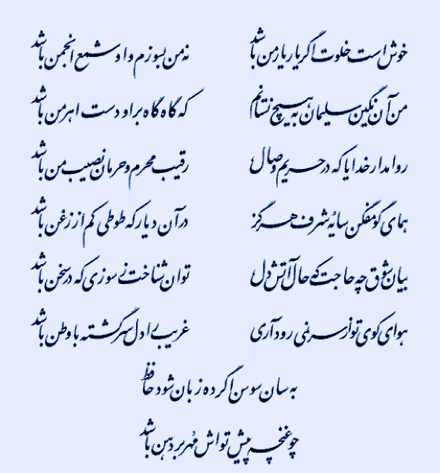 خوش است خلوت اگر یار یار من باشد نه من بسوزم و او شمع انجمن باشد
من آن نگین سلیمان به هیچ نستانم که گاه گاه بر او دست اهرمن باشد
روا مدار خدایا که در حریم وصال رقیب محرم و حرمان نصیب من باشد
همای گو مفکن سایهٔ شرف هرگز در آن دیار که طوطی کم از زغن باشد
بیان شوق چه حاجت که حال آتش دل توان شناخت ز سوزی که در سخن باشد
هوای کوی تو از سر نمی‌رود آری غریب را دل سرگشته با وطن باشد
به سان سوسن اگر ده زبان شود حافظ
چو غنچه پیش تواش مهر بر دهن باشد